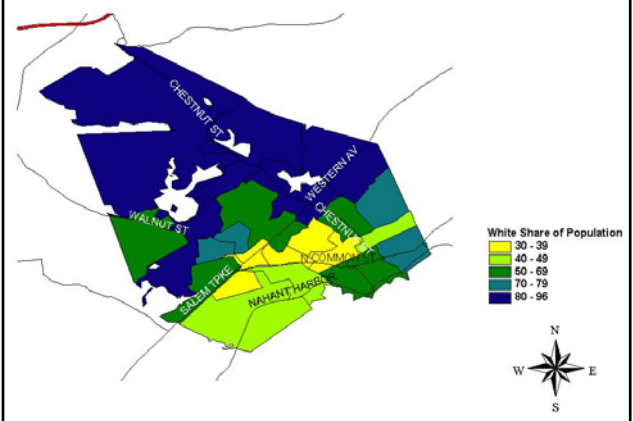 CHESTNUT ST
WESTERN AV
WALNUT ST
CHESTNUT ST
N COMMON ST
SALEM TPKE
NAHANT HARBOR
White Share of Population
30 - 39
40 - 49
50 - 69
70 - 79
80 - 96
N
W
E
S